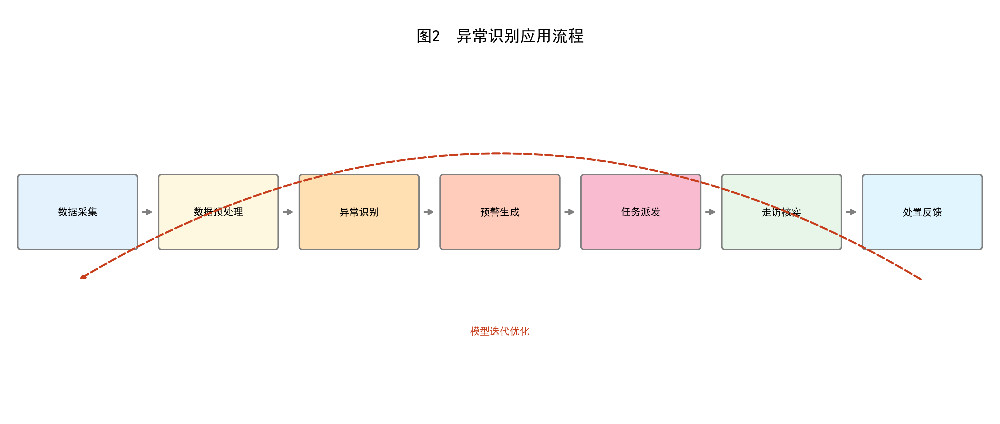 图2　异常识别应用流程
数据采集
数据预处理
异常识别
预警生成
任务派发
走访核实
处置反馈
模型迭代优化